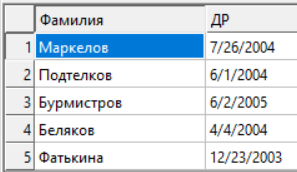 Фамилия ДР
1 Маркелов 7/26/2004
2 Подтелков 6/1/2004
3 Бурмистров 6/2/2005
4 Беляков 4/4/2004
5 Фатькина 12/23/2003